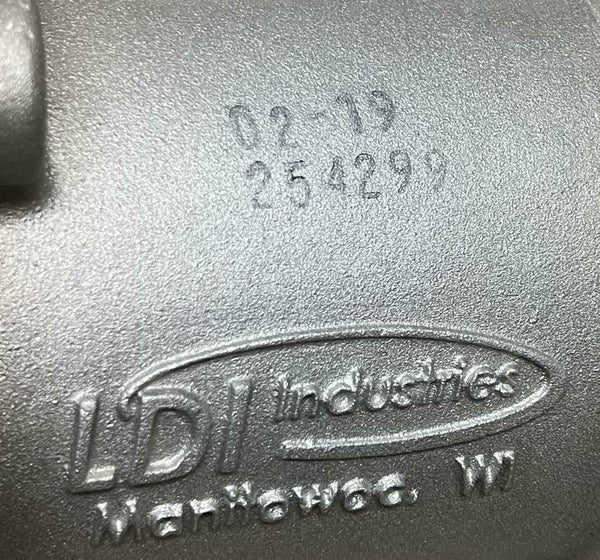 02-19
254299
LDI industries
Manitowoc, WI